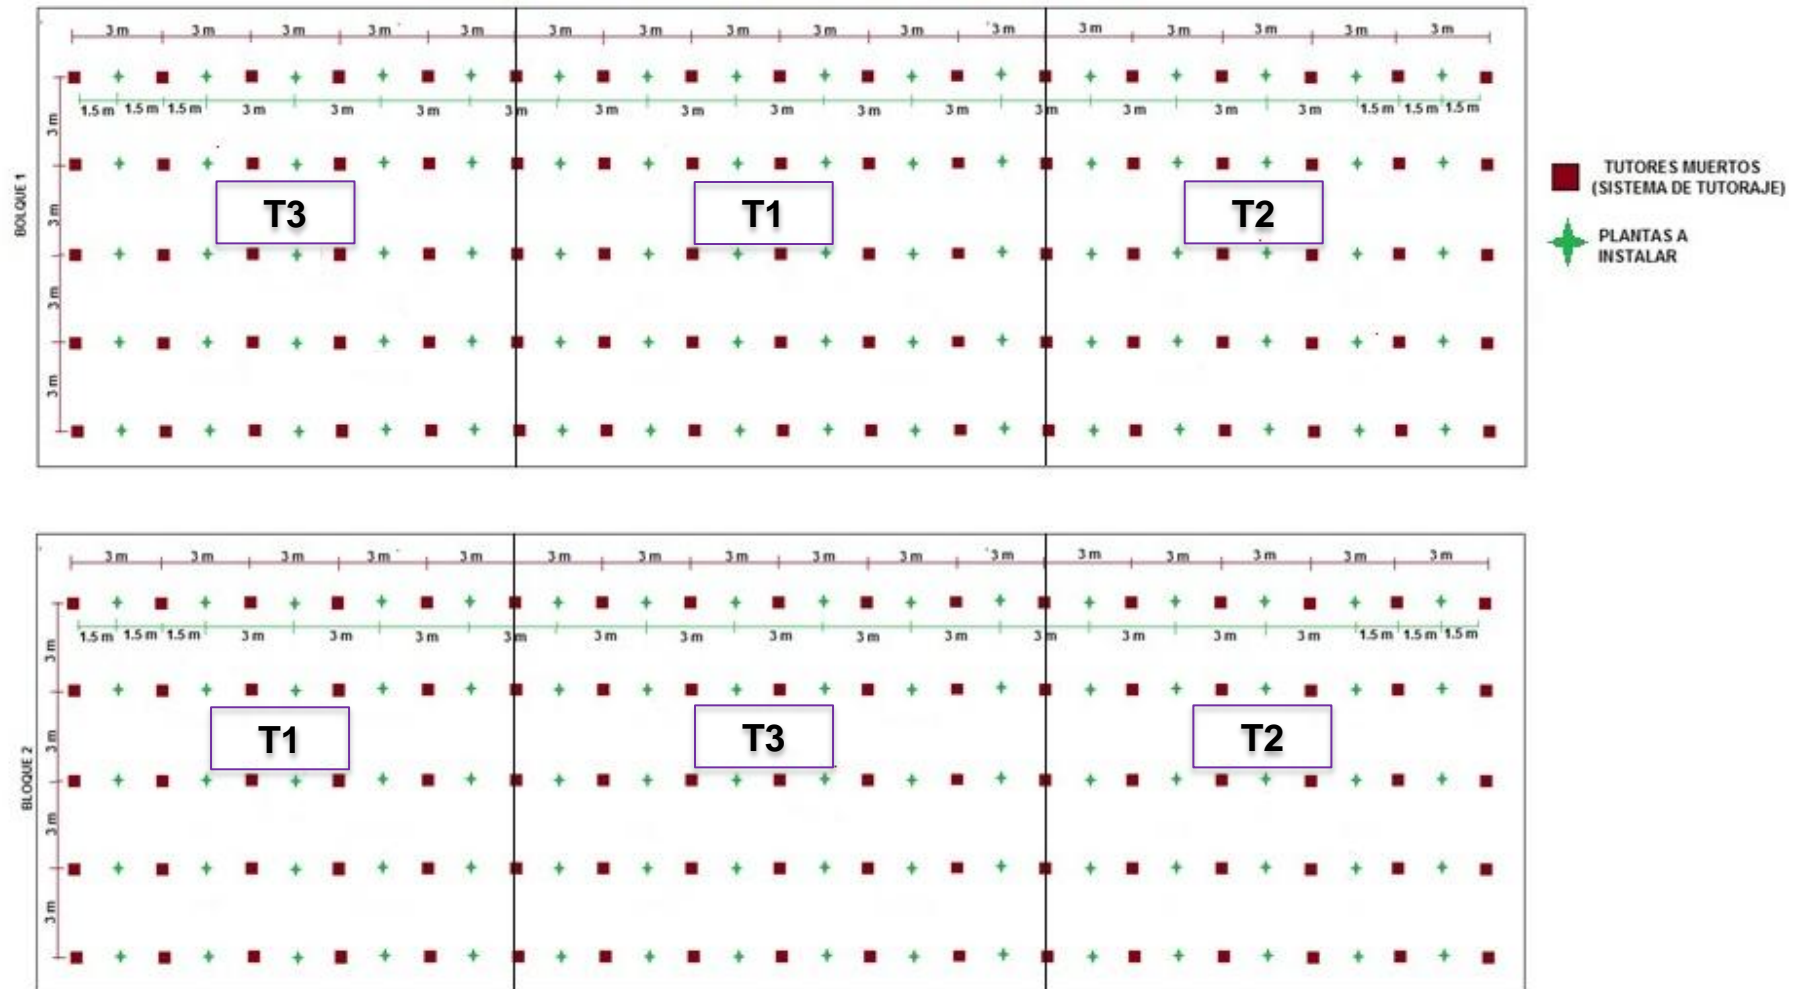 3 m 3 m 3 m 3 m 3 m 3 m 3 m 3 m 3 m 3 m 3 m 3 m 3 m 3 m 3 m 3 m
1.5 m 1.5 m 1.5 m 3 m 3 m 3 m 3 m 3 m 3 m 3 m 3 m 3 m 3 m 3 m 3 m 3 m 1.5 m 1.5 m 1.5 m
3 m
3 m
3 m
3 m
BOLQUE 1
T3
T1
T2
TUTORES MUERTOS
(SISTEMA DE TUTORAJE)
PLANTAS A
INSTALAR
3 m 3 m 3 m 3 m 3 m 3 m 3 m 3 m 3 m 3 m 3 m 3 m 3 m 3 m 3 m 3 m
1.5 m 1.5 m 1.5 m 3 m 3 m 3 m 3 m 3 m 3 m 3 m 3 m 3 m 3 m 3 m 3 m 3 m 1.5 m 1.5 m 1.5 m
3 m
3 m
3 m
3 m
BLOQUE 2
T1
T3
T2